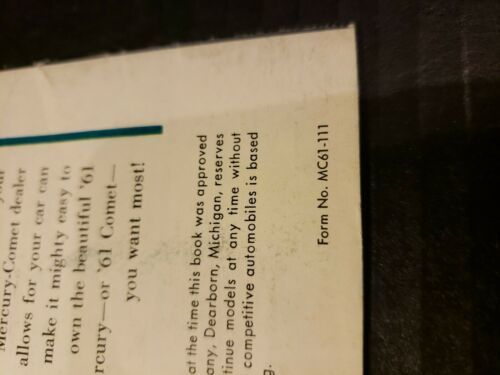 Mercury-Comet dealer
allows for your car can
make it mighty easy to
own the beautiful '61
rcury—or '61 Comet—
you want most!
at the time this book was approved
any, Dearborn, Michigan, reserves
tinue models at any time without
competitive automobiles is based
g.
Form No. MC61-111